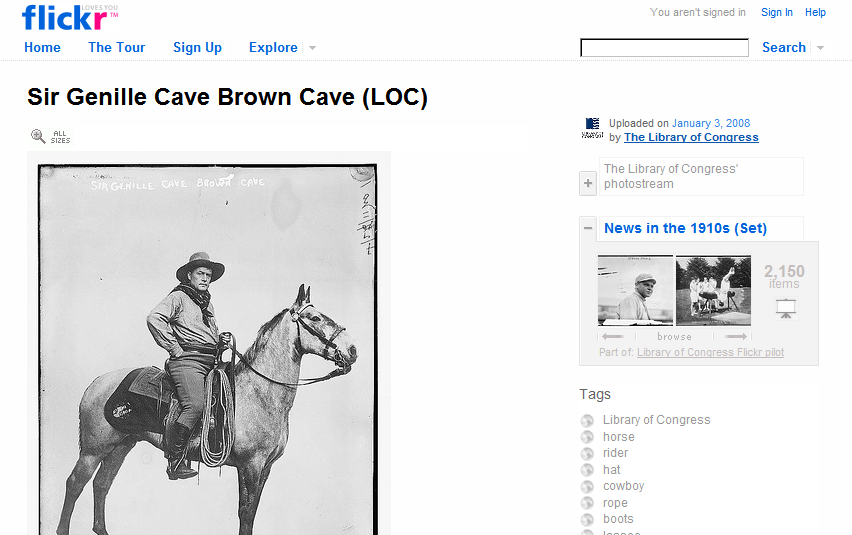 flickr LOVES YOU ™
You aren't signed in Sign In Help
Home The Tour Sign Up Explore Search
Sir Genille Cave Brown Cave (LOC)
ALL SIZES
SIR GENILLE CAVE BROWN CAVE
Uploaded on January 3, 2008
by The Library of Congress
The Library of Congress'
photostream
News in the 1910s (Set)
2,150
items
browse
Part of: Library of Congress Flickr pilot
Tags
Library of Congress
horse
rider
hat
cowboy
rope
boots